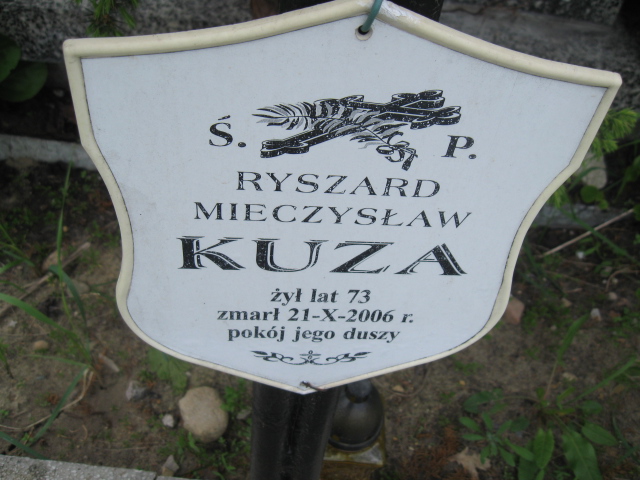 Ś. P.
RYSZARD
MIECZYSŁAW
KUZA
żył lat 73
zmarł 21-X-2006 r.
pokój jego duszy